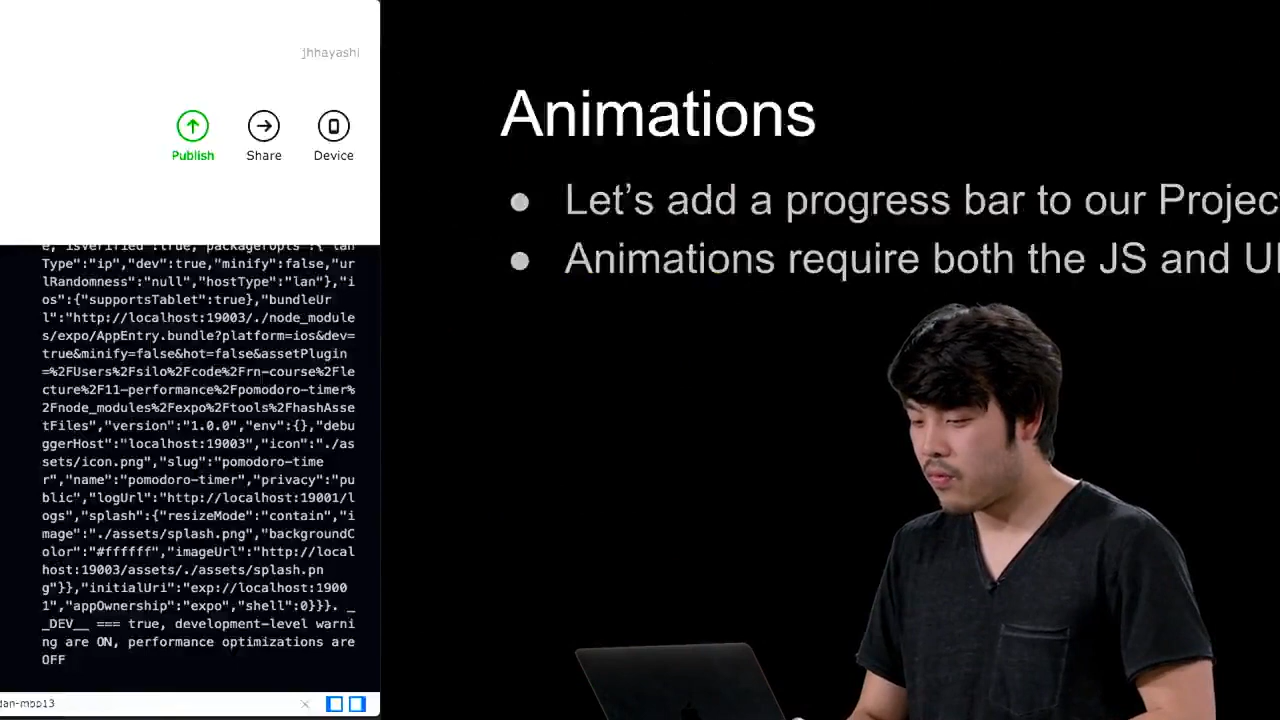 jhhayashi
Publish
Share
Device
Type":"ip","dev":true,"minify":false,"ur
lRandomness":"null","hostType":"lan"},"i
os":{"supportsTablet":true},"bundleUr
l":"http://localhost:19003/./node_module
s/expo/AppEntry.bundle?platform=ios&dev=
true&minify=false&hot=false&assetPlugin
=%2FUsers%2Fsilo%2Fcode%2Frn-course%2Fle
cture%2F11-performance%2Fpomodoro-timer%
2Fnode_modules%2Fexpo%2Ftools%2FhashAsse
tFiles","version":"1.0.0","env":{},"debu
ggerHost":"localhost:19003","icon":"./as
sets/icon.png","slug":"pomodoro-time
r","name":"pomodoro-timer","privacy":"pu
blic","logUrl":"http://localhost:19001/l
ogs","splash":{"resizeMode":"contain","i
mage":"./assets/splash.png","backgroundC
olor":"#ffffff","imageUrl":"http://local
host:19003/assets/./assets/splash.pn
g"}},"initialUri":"exp://localhost:1900
1","appOwnership":"expo","shell":0}}}. _
_DEV__ === true, development-level warni
ng are ON, performance optimizations are
OFF
dan-mbp13
Animations
● Let’s add a progress bar to our Projec
● Animations require both the JS and UI